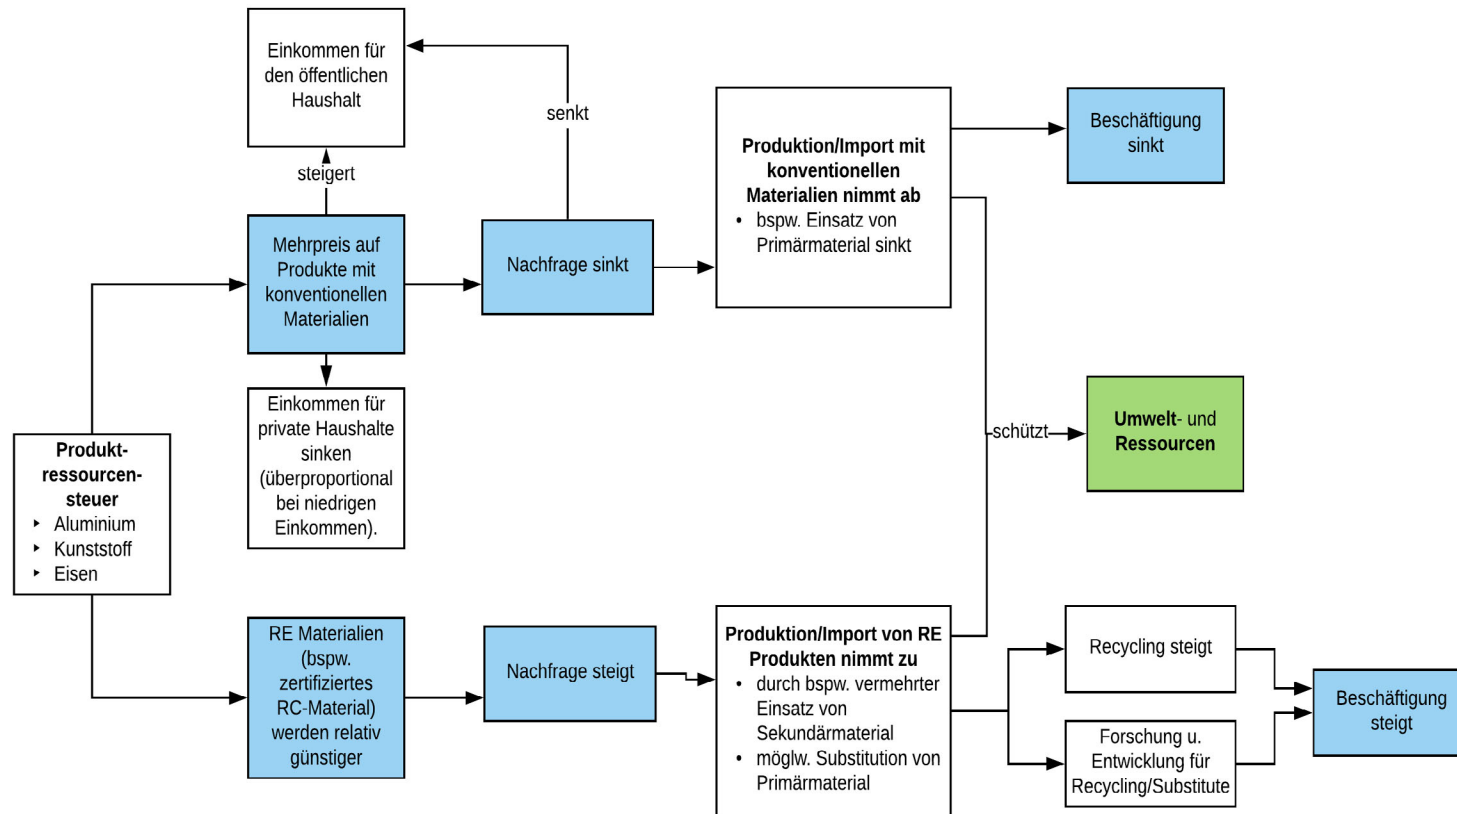 Einkommen für
den öffentlichen
Haushalt
senkt
steigert
Mehrpreis auf
Produkte mit
konventionellen
Materialien
Nachfrage sinkt
Produktion/Import mit
konventionellen
Materialien nimmt ab
• bspw. Einsatz von
Primärmaterial sinkt
Beschäftigung
sinkt
Einkommen für
private Haushalte
sinken
(überproportional
bei niedrigen
Einkommen).
Produkt-
ressourcen-
steuer
‣ Aluminium
‣ Kunststoff
‣ Eisen
schützt
Umwelt- und
Ressourcen
RE Materialien
(bspw.
zertifiziertes
RC-Material)
werden relativ
günstiger
Nachfrage steigt
Produktion/Import von RE
Produkten nimmt zu
• durch bspw. vermehrter
Einsatz von
Sekundärmaterial
• möglw. Substitution von
Primärmaterial
Recycling steigt
Forschung u.
Entwicklung für
Recycling/Substitute
Beschäftigung
steigt